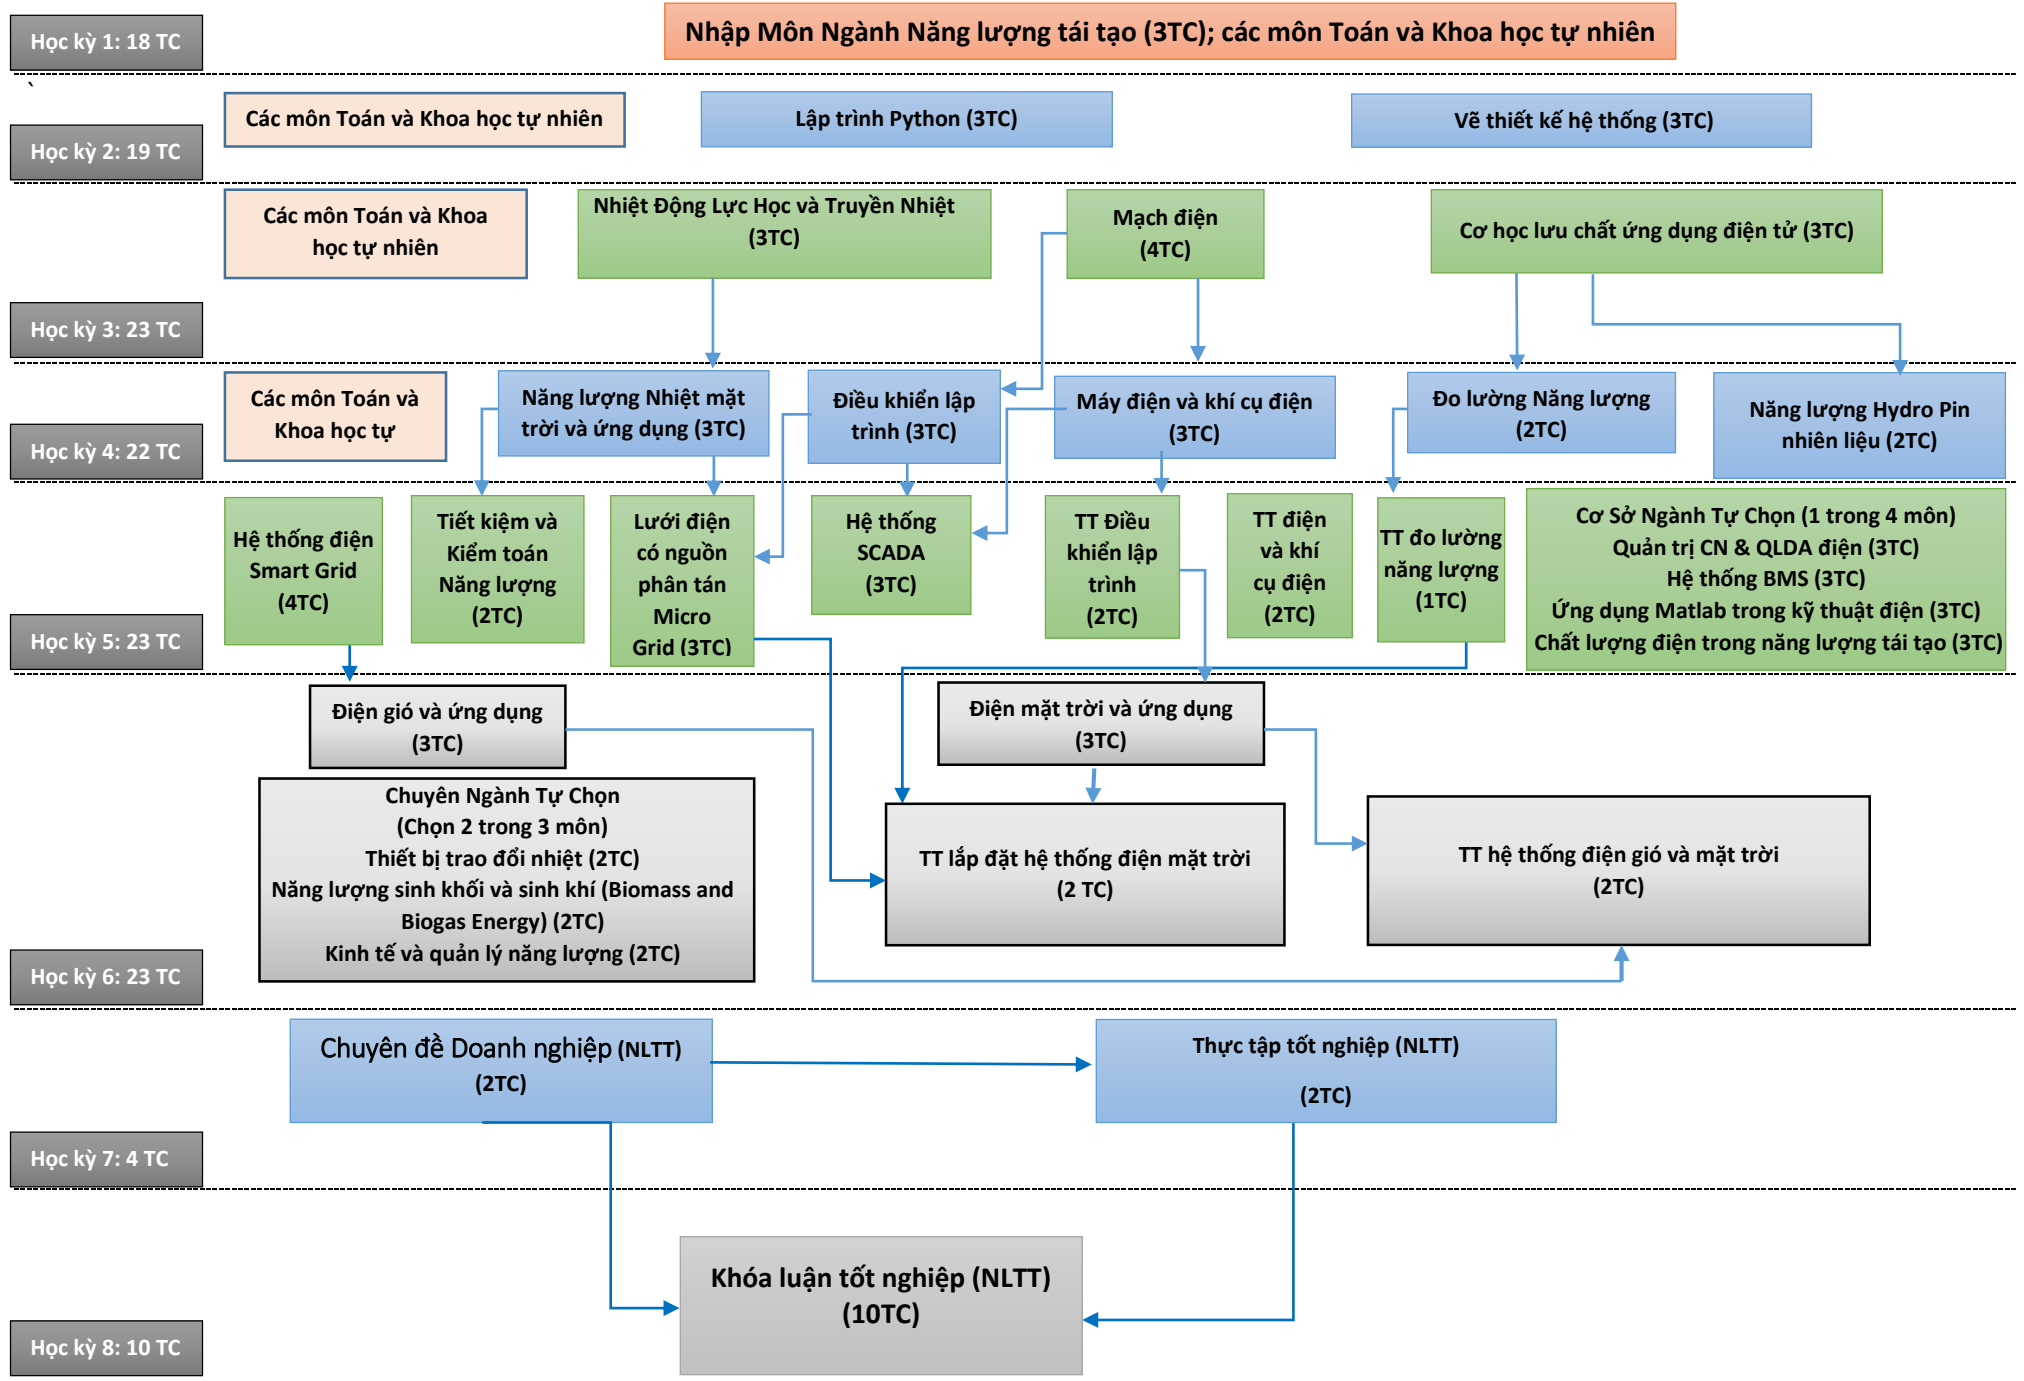 Học kỳ 1: 18 TC
Nhập Môn Ngành Năng lượng tái tạo (3TC); các môn Toán và Khoa học tự nhiên
`
Học kỳ 2: 19 TC
Các môn Toán và Khoa học tự nhiên
Lập trình Python (3TC)
Vẽ thiết kế hệ thống (3TC)
Học kỳ 3: 23 TC
Các môn Toán và Khoa
học tự nhiên
Nhiệt Động Lực Học và Truyền Nhiệt
(3TC)
Mạch điện
(4TC)
Cơ học lưu chất ứng dụng điện tử (3TC)
Học kỳ 4: 22 TC
Các môn Toán và
Khoa học tự
Năng lượng Nhiệt mặt
trời và ứng dụng (3TC)
Điều khiển lập
trình (3TC)
Máy điện và khí cụ điện
(3TC)
Đo lường Năng lượng
(2TC)
Năng lượng Hydro Pin
nhiên liệu (2TC)
Học kỳ 5: 23 TC
Hệ thống điện
Smart Grid
(4TC)
Tiết kiệm và
Kiểm toán
Năng lượng
(2TC)
Lưới điện
có nguồn
phân tán
Micro
Grid (3TC)
Hệ thống
SCADA
(3TC)
TT Điều
khiển lập
trình
(2TC)
TT điện
và khí
cụ điện
(2TC)
TT đo lường
năng lượng
(1TC)
Cơ Sở Ngành Tự Chọn (1 trong 4 môn)
Quản trị CN & QLDA điện (3TC)
Hệ thống BMS (3TC)
Ứng dụng Matlab trong kỹ thuật điện (3TC)
Chất lượng điện trong năng lượng tái tạo (3TC)
Học kỳ 6: 23 TC
Điện gió và ứng dụng
(3TC)
Điện mặt trời và ứng dụng
(3TC)
Chuyên Ngành Tự Chọn
(Chọn 2 trong 3 môn)
Thiết bị trao đổi nhiệt (2TC)
Năng lượng sinh khối và sinh khí (Biomass and
Biogas Energy) (2TC)
Kinh tế và quản lý năng lượng (2TC)
TT lắp đặt hệ thống điện mặt trời
(2 TC)
TT hệ thống điện gió và mặt trời
(2TC)
Học kỳ 7: 4 TC
Chuyên đề Doanh nghiệp (NLTT)
(2TC)
Thực tập tốt nghiệp (NLTT)
(2TC)
Học kỳ 8: 10 TC
Khóa luận tốt nghiệp (NLTT)
(10TC)